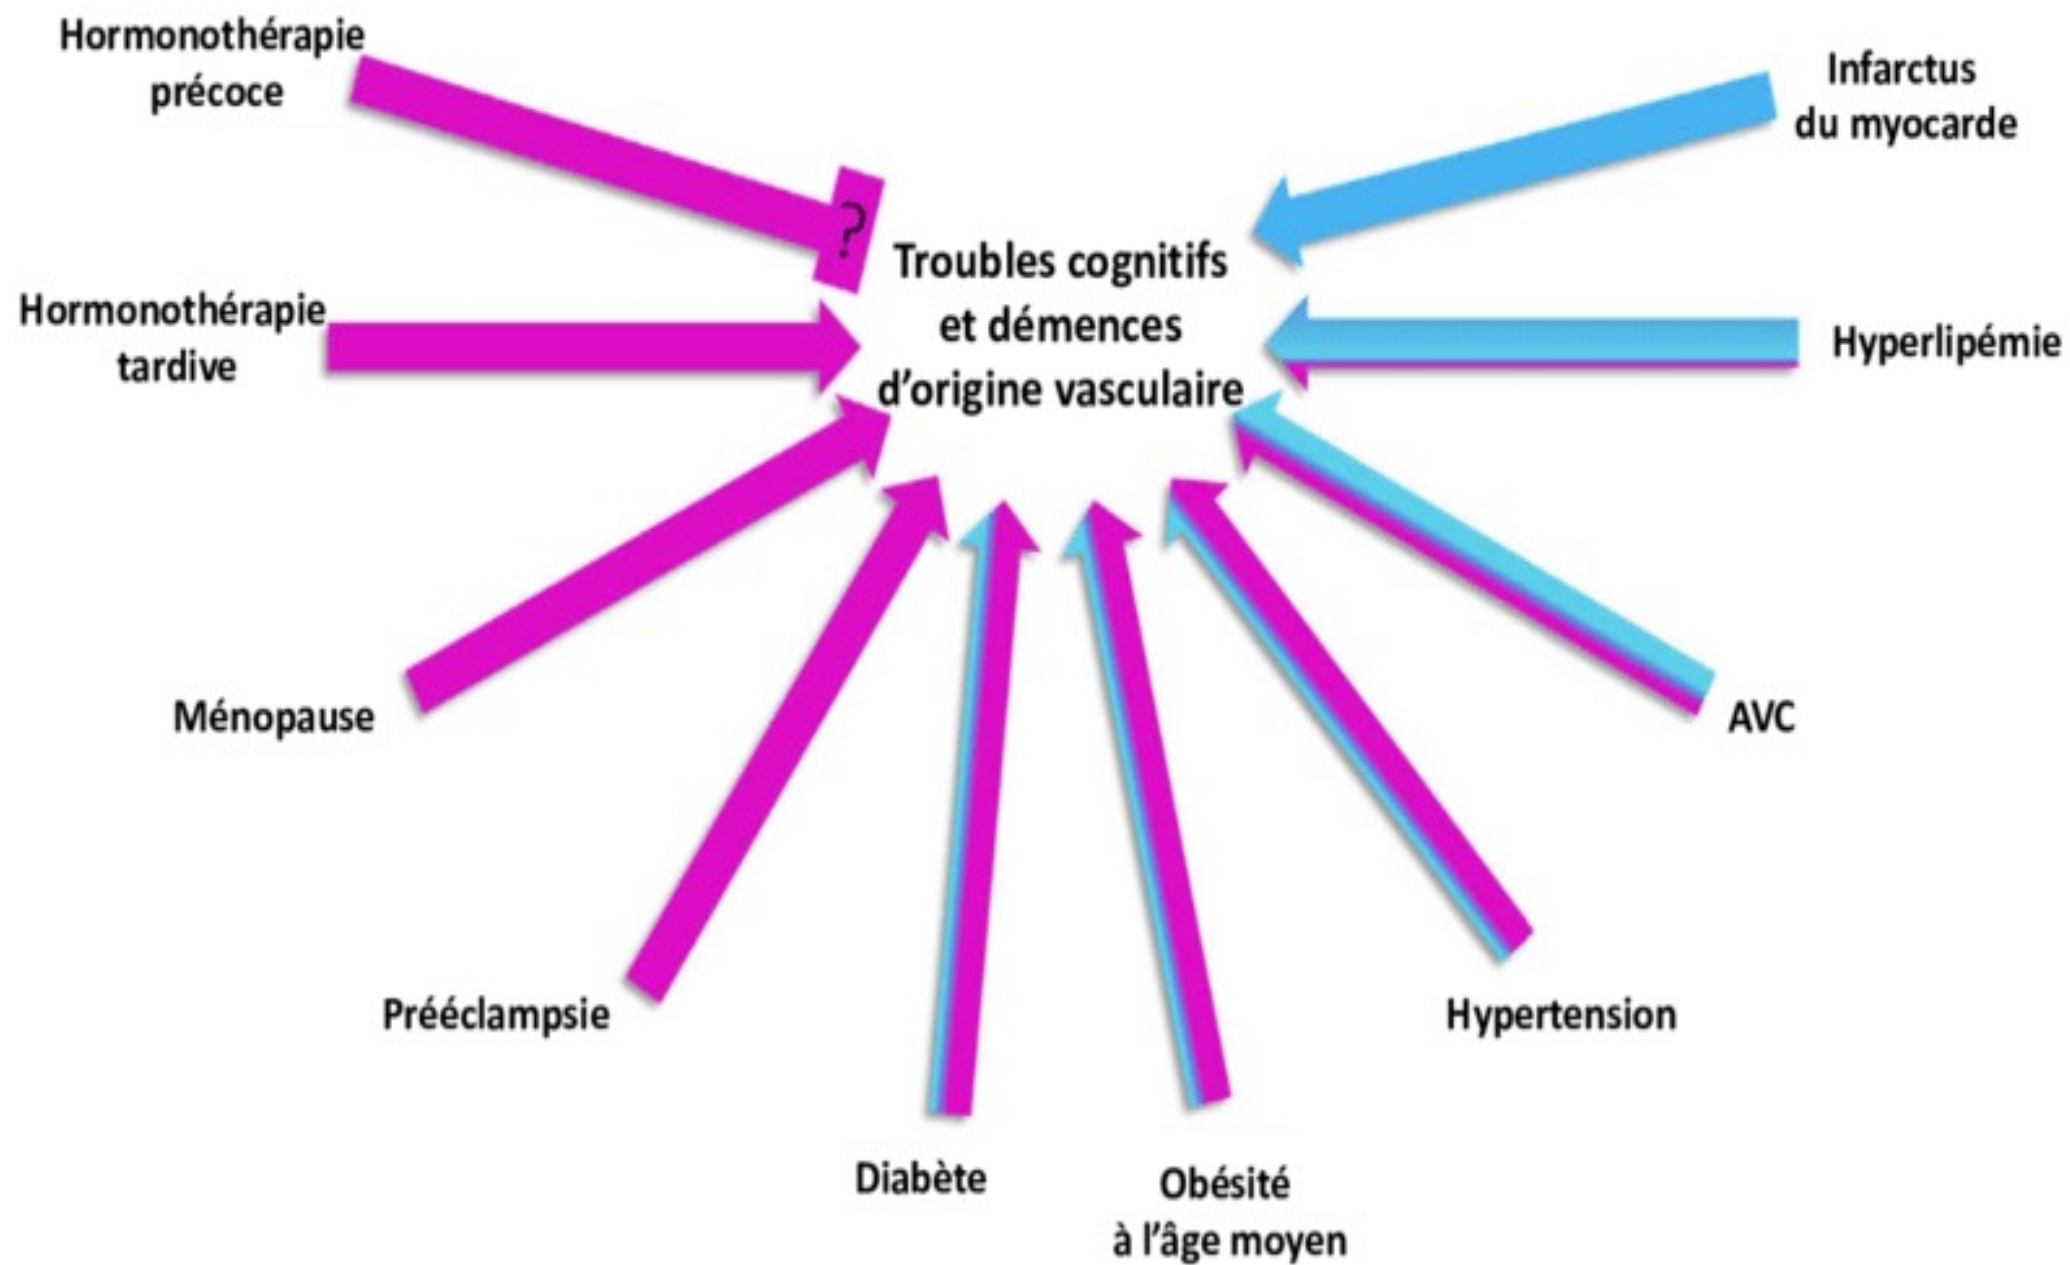 Hormonothérapie
précoce
Infarctus
du myocarde
?
Troubles cognitifs
et démences
d'origine vasculaire
Hormonothérapie
tardive
Hyperlipémie
Ménopause
AVC
Prééclampsie
Hypertension
Diabète
Obésité
à l'âge moyen